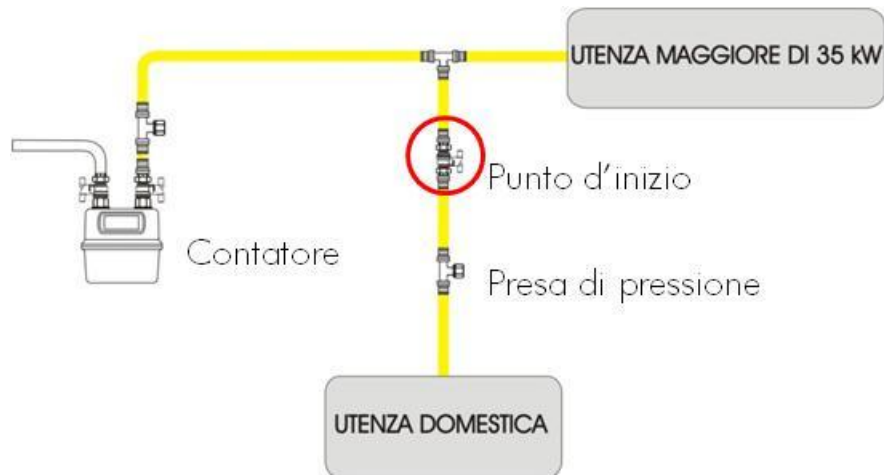 UTENZA MAGGIORE DI 35 KW
Punto d'inizio
Contatore
Presa di pressione
UTENZA DOMESTICA